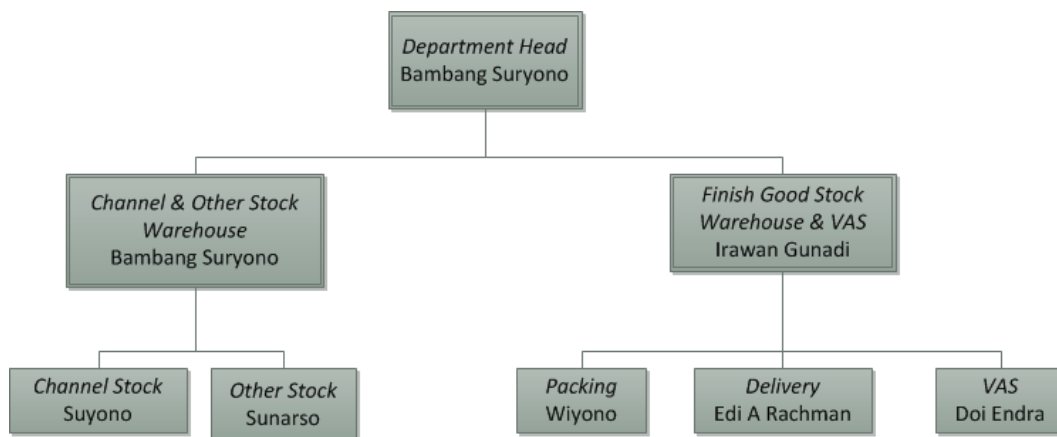 Department Head
Bambang Suryono
Channel & Other Stock
Warehouse
Bambang Suryono
Finish Good Stock
Warehouse & VAS
Irawan Gunadi
Channel Stock
Suyono
Other Stock
Sunarso
Packing
Wiyono
Delivery
Edi A Rachman
VAS
Doi Endra